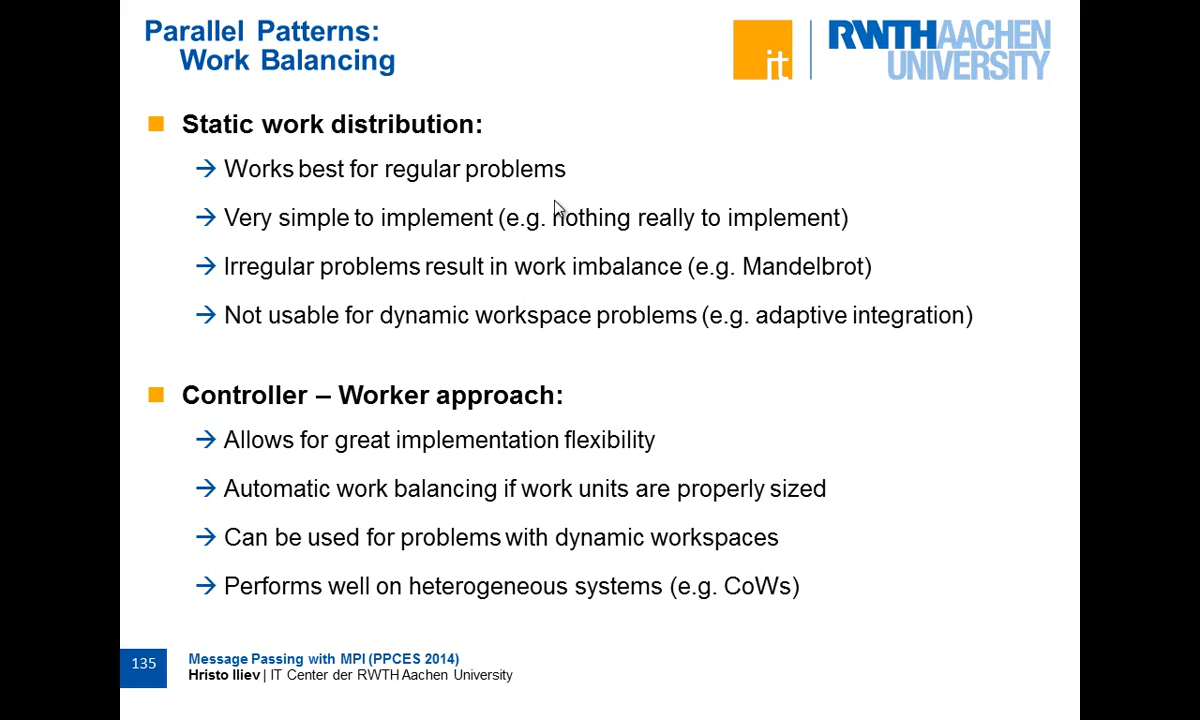 Parallel Patterns:
Work Balancing
it
RWTHAACHEN
UNIVERSITY
Static work distribution:
→ Works best for regular problems
→ Very simple to implement (e.g. nothing really to implement)
→ Irregular problems result in work imbalance (e.g. Mandelbrot)
→ Not usable for dynamic workspace problems (e.g. adaptive integration)
Controller – Worker approach:
→ Allows for great implementation flexibility
→ Automatic work balancing if work units are properly sized
→ Can be used for problems with dynamic workspaces
→ Performs well on heterogeneous systems (e.g. CoWs)
135
Message Passing with MPI (PPCES 2014)
Hristo Iliev | IT Center der RWTH Aachen University